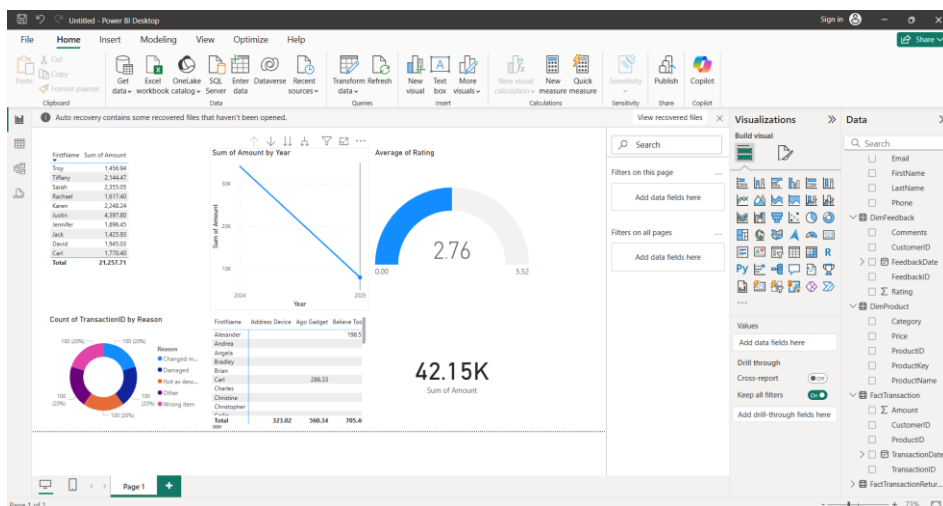 Untitled - Power BI Desktop
Sign in
File Home Insert Modeling View Optimize Help
Share
Paste
Cut
Copy
Format painter
Clipboard
Get data
Excel workbook
OneLake catalog
SQL Server
Enter data
Dataverse
Recent sources
Data
Transform data
Refresh
Queries
New visual
Text box
More visuals
Insert
New visual calculation
New measure
Quick measure
Calculations
Sensitivity
Sensitivity
Publish
Share
Copilot
Copilot
Auto recovery contains some recovered files that haven't been opened.
View recovered files
FirstName Sum of Amount
Troy 1,456.94
Tiffany 2,144.47
Sarah 2,355.05
Rachael 1,617.40
Karen 2,248.24
Justin 4,397.80
Jennifer 1,896.45
Jack 1,425.93
David 1,945.03
Carl 1,770.40
Total 21,257.71
Sum of Amount by Year
Sum of Amount
30K
20K
10K
2024 2025
Year
Average of Rating
2.76
0.00 5.52
Count of TransactionID by Reason
100 (20%)
100 (20%)
100 (20%)
100 (20%)
100 (20%)
Reason
Changed m...
Damaged
Not as desc...
Other
Wrong item
FirstName Address Device Ago Gadget Believe Too
Alexander 196.5
Andrea
Angela
Bradley
Brian
Carl 286.33
Charles
Christine
Christopher
Total 323.02 560.34 705.4
42.15K
Sum of Amount
Search
Filters on this page
...
Add data fields here
Filters on all pages
...
Add data fields here
Visualizations
Build visual
Py
R
...
Values
Add data fields here
Drill through
Cross-report Off
Keep all filters On
Add drill-through fields here
Data
Search
Email
FirstName
LastName
Phone
DimFeedback
Comments
CustomerID
FeedbackDate
FeedbackID
Rating
DimProduct
Category
Price
ProductID
ProductKey
ProductName
FactTransaction
Amount
CustomerID
ProductID
TransactionDate
TransactionID
FactTransactionRetur...
Page 1
Page 1 of 1
73%